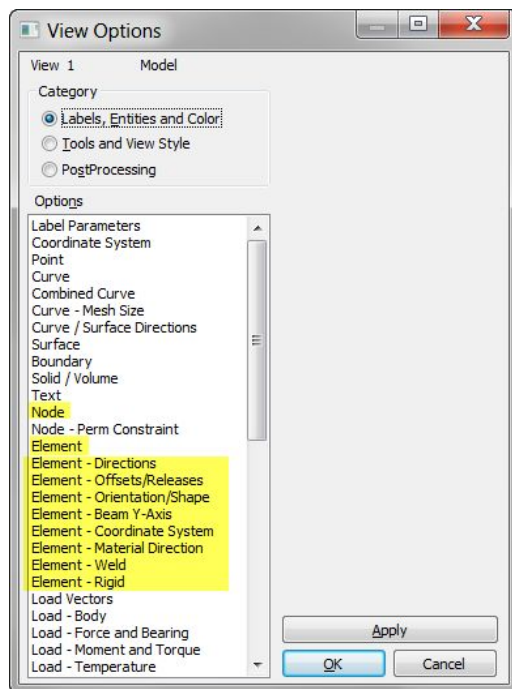 View Options
View 1 Model
Category
Labels, Entities and Color
Tools and View Style
PostProcessing
Options
Label Parameters
Coordinate System
Point
Curve
Combined Curve
Curve - Mesh Size
Curve / Surface Directions
Surface
Boundary
Solid / Volume
Text
Node
Node - Perm Constraint
Element
Element - Directions
Element - Offsets/Releases
Element - Orientation/Shape
Element - Beam Y-Axis
Element - Coordinate System
Element - Material Direction
Element - Weld
Element - Rigid
Load Vectors
Load - Body
Load - Force and Bearing
Load - Moment and Torque
Load - Temperature
Apply
OK Cancel